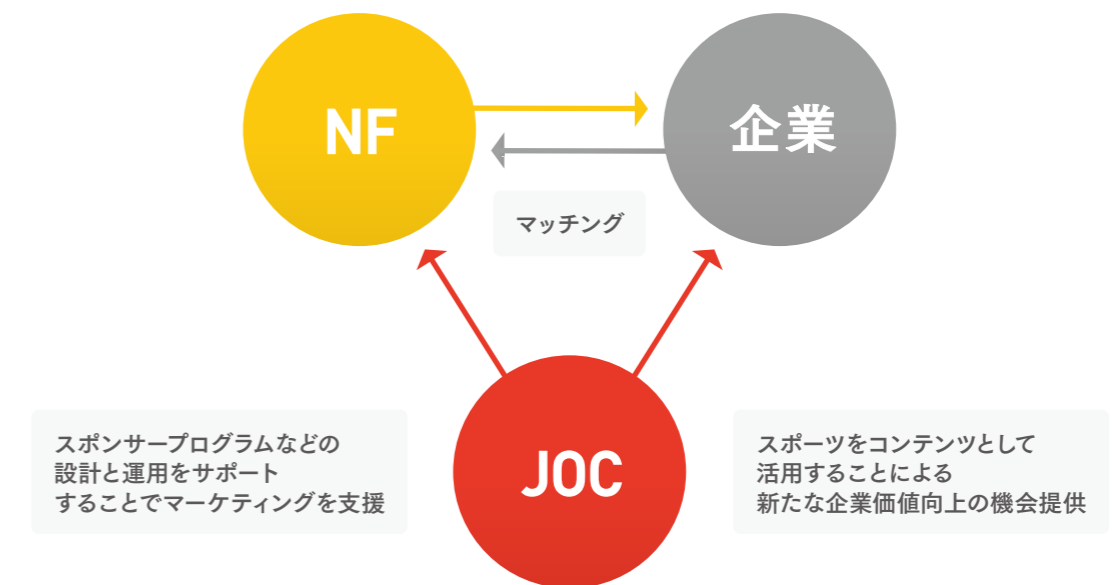 NF
企業
マッチング
JOC
スポンサープログラムなどの
設計と運用をサポート
することでマーケティングを支援
スポーツをコンテンツとして
活用することによる
新たな企業価値向上の機会提供